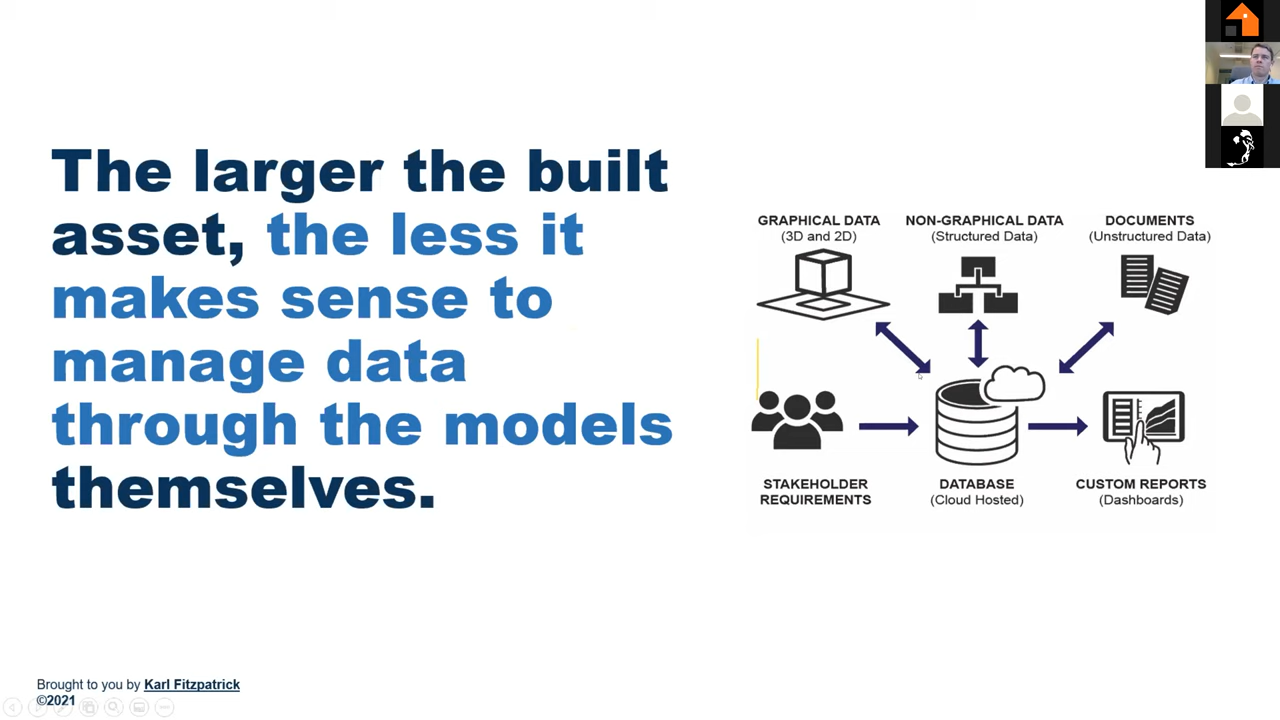 The larger the built
asset, the less it
makes sense to
manage data
through the models
themselves.
GRAPHICAL DATA
(3D and 2D)
NON-GRAPHICAL DATA
(Structured Data)
DOCUMENTS
(Unstructured Data)
STAKEHOLDER
REQUIREMENTS
DATABASE
(Cloud Hosted)
CUSTOM REPORTS
(Dashboards)
Brought to you by Karl Fitzpatrick
©2021